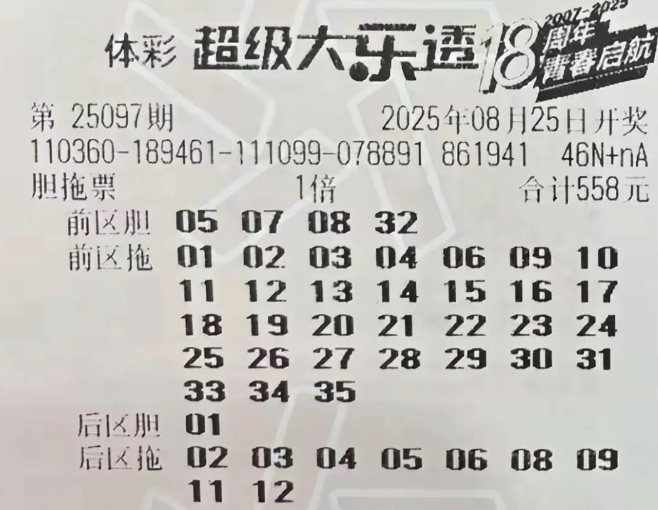 体彩 超级大乐透 18 2007-2025 周年 青春启航
第 25097期 2025年08月25日开奖
110360-189461-111099-078891 861941 46N+nA
胆拖票 1倍 合计558元
前区胆 05 07 08 32
前区拖 01 02 03 04 06 09 10
11 12 13 14 15 16 17
18 19 20 21 22 23 24
25 26 27 28 29 30 31
33 34 35
后区胆 01
后区拖 02 03 04 05 06 08 09
11 12